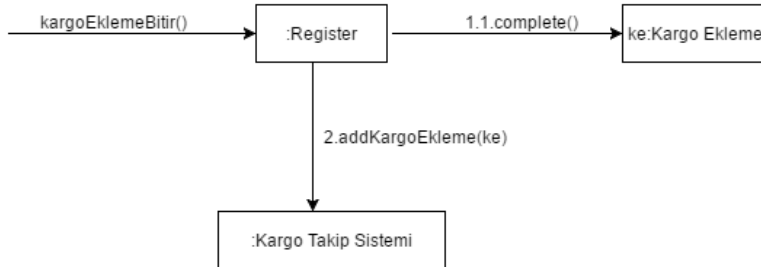 kargoEklemeBitir()
:Register
1.1.complete()
ke:Kargo Ekleme
2.addKargoEkleme(ke)
:Kargo Takip Sistemi